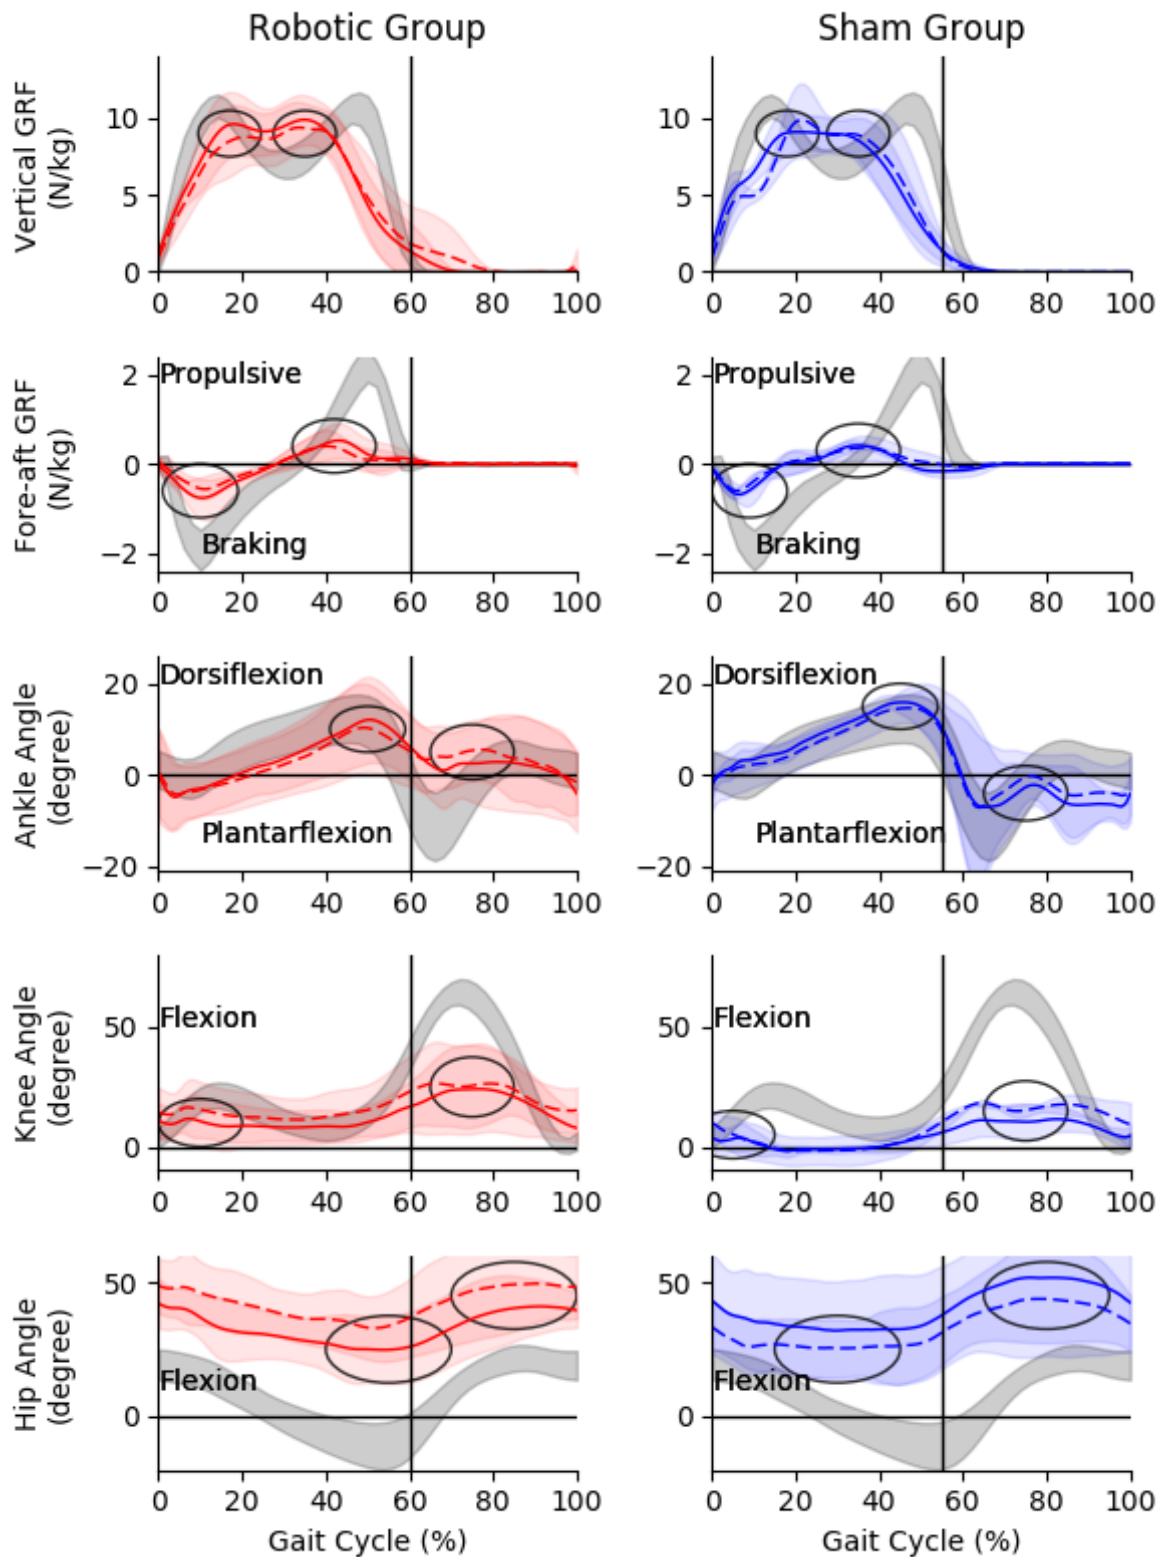 Robotic Group
Sham Group
Vertical GRF
(N/kg)
10
5
0
0 20 40 60 80 100
10
5
0
0 20 40 60 80 100
Fore-aft GRF
(N/kg)
2
0
−2
Propulsive
Braking
0 20 40 60 80 100
2
0
−2
Propulsive
Braking
0 20 40 60 80 100
Ankle Angle
(degree)
20
0
−20
Dorsiflexion
Plantarflexion
0 20 40 60 80 100
20
0
−20
Dorsiflexion
Plantarflexion
0 20 40 60 80 100
Knee Angle
(degree)
50
0
Flexion
0 20 40 60 80 100
50
0
Flexion
0 20 40 60 80 100
Hip Angle
(degree)
50
0
Flexion
0 20 40 60 80 100
Gait Cycle (%)
50
0
Flexion
0 20 40 60 80 100
Gait Cycle (%)